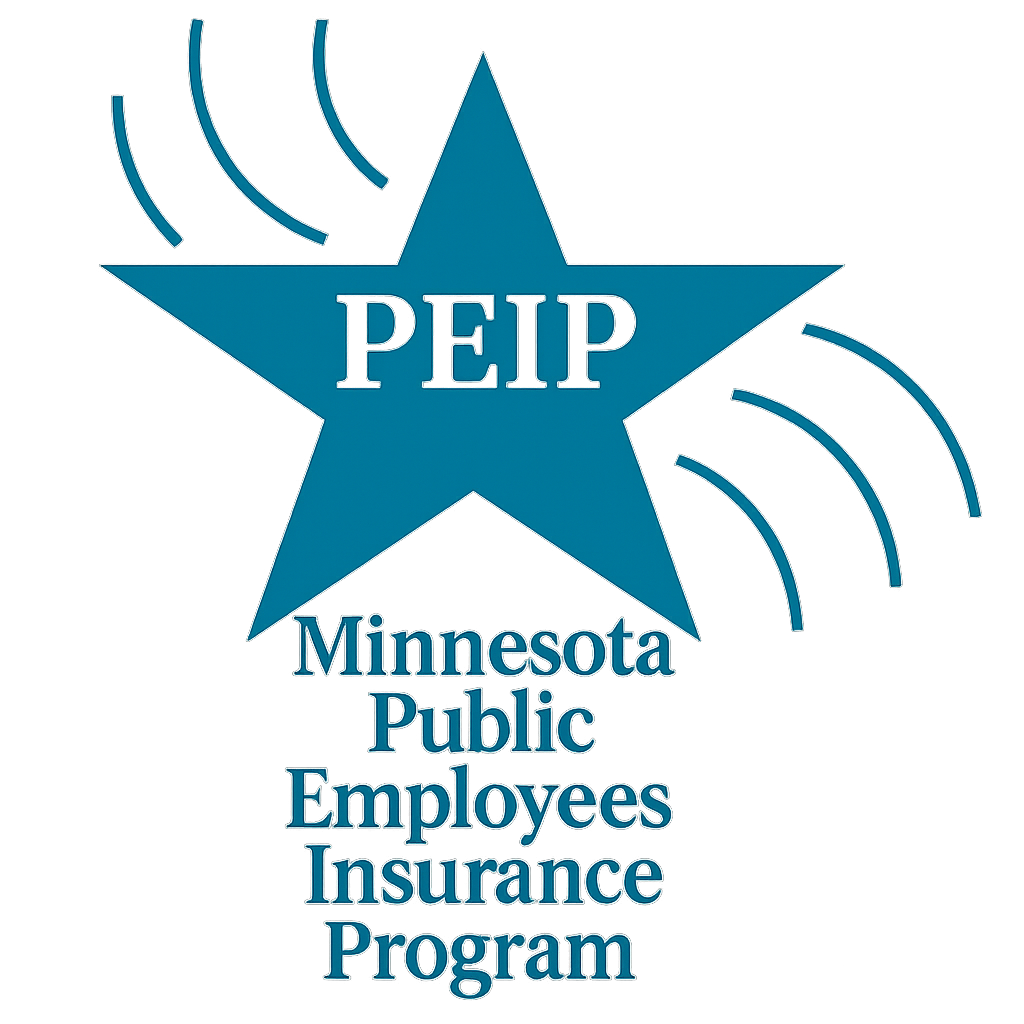 PEIP
Minnesota
Public
Employees
Insurance
Program